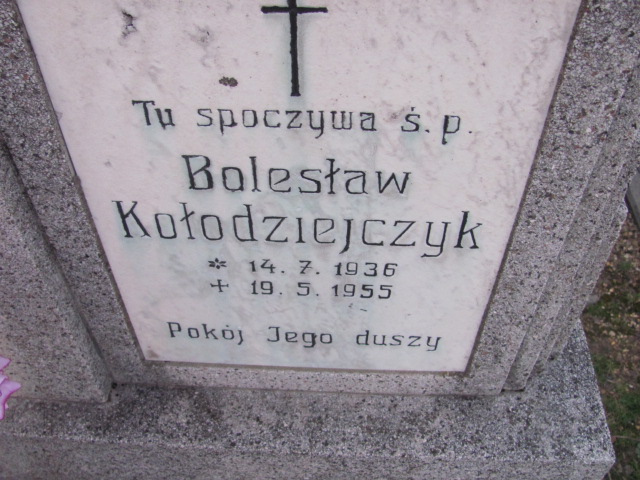 Tu spoczywa ś.p.
Bolesław
Kołodziejczyk
* 14.7.1936
+ 19.5.1955
Pokój Jego duszy